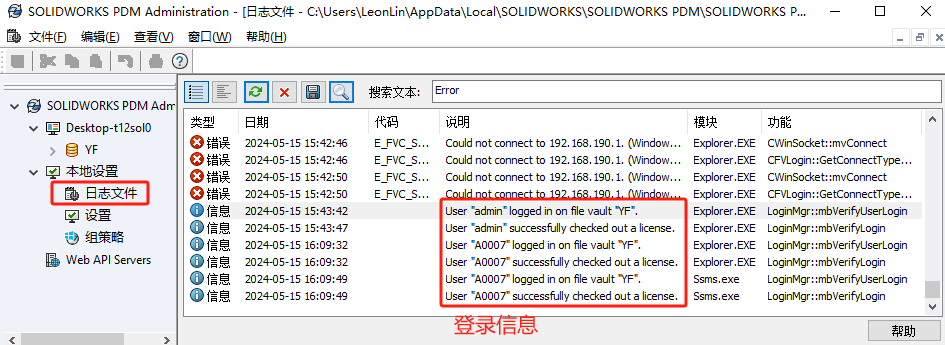 SOLIDWORKS PDM Administration - [日志文件 - C:\Users\LeonLin\AppData\Local\SOLIDWORKS\SOLIDWORKS PDM\SOLIDWORKS P...
文件(F) 编辑(E) 查看(V) 窗口(W) 帮助(H)
搜索文本: Error
SOLIDWORKS PDM Adm
Desktop-t12sol0
YF
本地设置
日志文件
设置
组策略
Web API Servers
类型 日期 代码 说明 模块 功能
错误 2024-05-15 15:42:46 E_FVC_S... Could not connect to 192.168.190.1. (Window... Explorer.EXE CWinSocket::mvConnect
错误 2024-05-15 15:42:46 E_FVC_S... Could not connect to 192.168.190.1. (Window... Explorer.EXE CFVLogin::GetConnectType...
错误 2024-05-15 15:42:50 E_FVC_S... Could not connect to 192.168.190.1. (Window... Explorer.EXE CWinSocket::mvConnect
错误 2024-05-15 15:42:50 E_FVC_S... Could not connect to 192.168.190.1. (Window... Explorer.EXE CFVLogin::GetConnectType...
信息 2024-05-15 15:43:42 User "admin" logged in on file vault "YF". Explorer.EXE LoginMgr::mbVerifyUserLogin
信息 2024-05-15 15:43:47 User "admin" successfully checked out a license. Explorer.EXE LoginMgr::mbVerifyLogin
信息 2024-05-15 16:09:32 User "A0007" logged in on file vault "YF". Explorer.EXE LoginMgr::mbVerifyUserLogin
信息 2024-05-15 16:09:32 User "A0007" successfully checked out a license. Explorer.EXE LoginMgr::mbVerifyLogin
信息 2024-05-15 16:09:49 User "A0007" logged in on file vault "YF". Ssms.exe LoginMgr::mbVerifyUserLogin
信息 2024-05-15 16:09:49 User "A0007" successfully checked out a license. Ssms.exe LoginMgr::mbVerifyLogin
登录信息
帮助